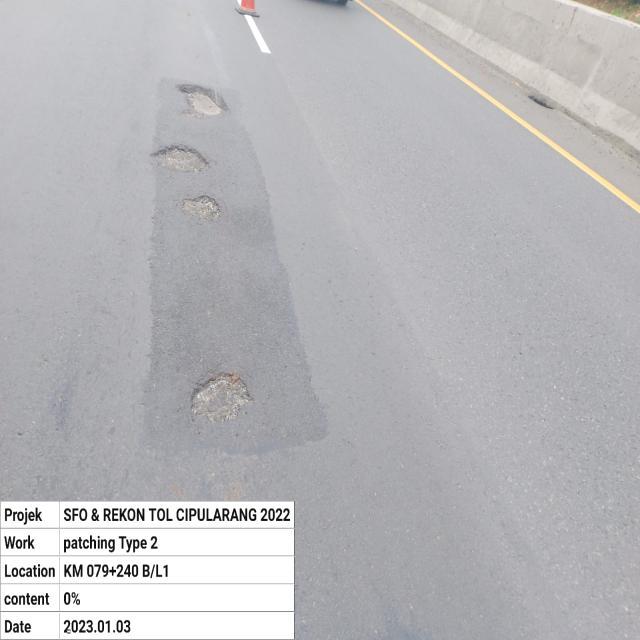 Projek SFO & REKON TOL CIPULARANG 2022
Work patching Type 2
Location KM 079+240 B/L1
content 0%
Date 2023.01.03